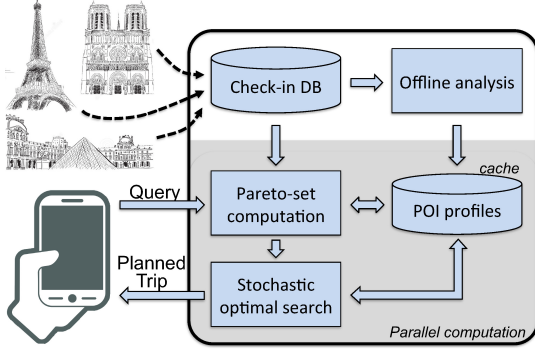 Check-in DB
Offline analysis
cache
Query
Pareto-set
computation
POI profiles
Planned
Trip
Stochastic
optimal search
Parallel computation